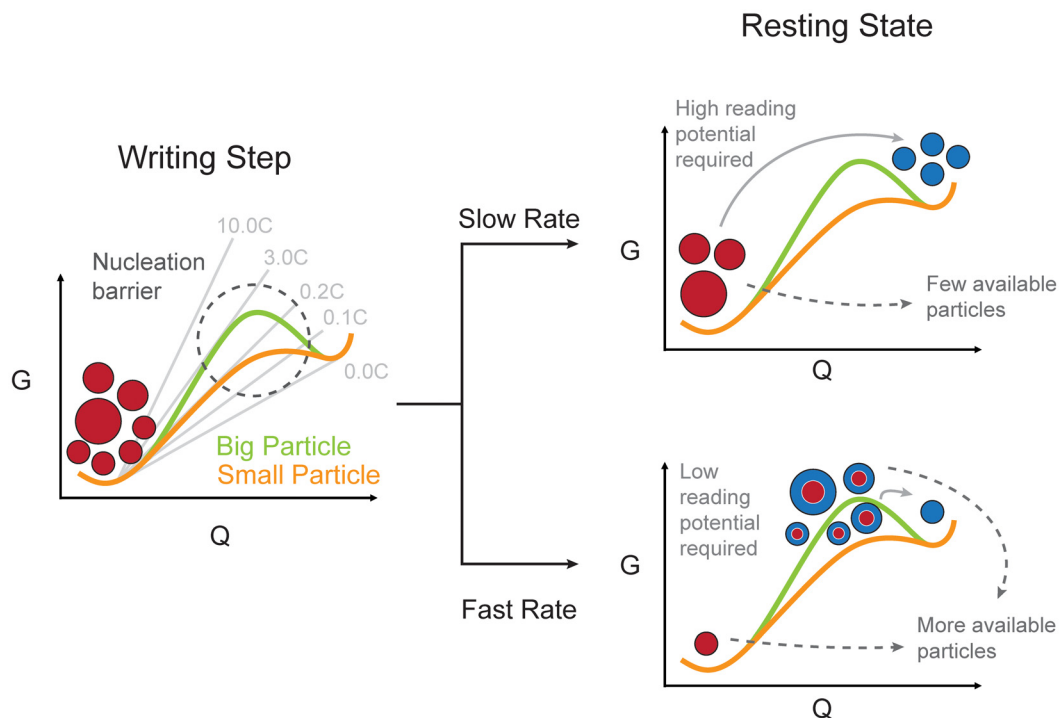 Resting State
Writing Step
High reading
potential
required
G
Q
Few available
particles
Slow Rate
10.0C
3.0C
0.2C
0.1C
0.0C
Nucleation
barrier
G
Big Particle
Small Particle
Q
Fast Rate
Low
reading
potential
required
G
Q
More available
particles